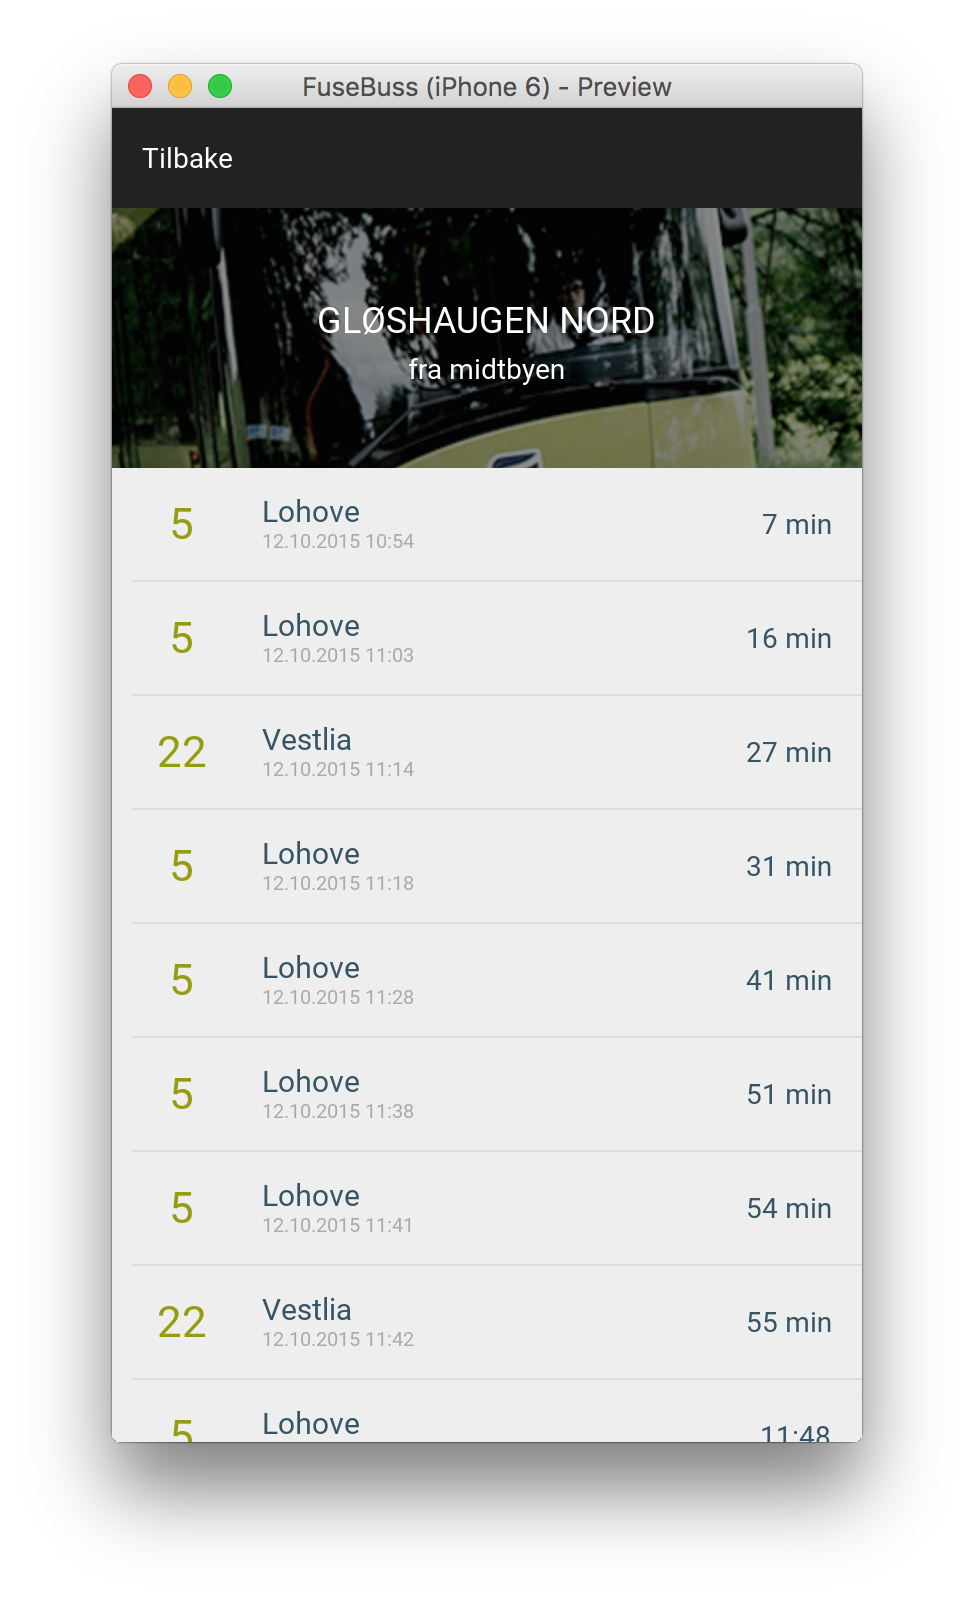 FuseBuss (iPhone 6) - Preview
Tilbake
GLØSHAUGEN NORD
fra midtbyen
5 Lohove 7 min
12.10.2015 10:54
5 Lohove 16 min
12.10.2015 11:03
22 Vestlia 27 min
12.10.2015 11:14
5 Lohove 31 min
12.10.2015 11:18
5 Lohove 41 min
12.10.2015 11:28
5 Lohove 51 min
12.10.2015 11:38
5 Lohove 54 min
12.10.2015 11:41
22 Vestlia 55 min
12.10.2015 11:42
5 Lohove 11:48